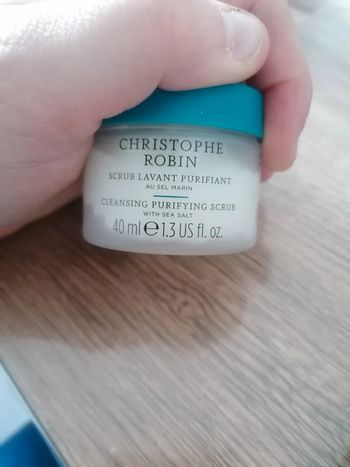 CHRISTOPHE
ROBIN
SCRUB LAVANT PURIFIANT
AU SEL MARIN
CLEANSING PURIFYING SCRUB
WITH SEA SALT
40 ml ℮ 1.3 US fl. oz.